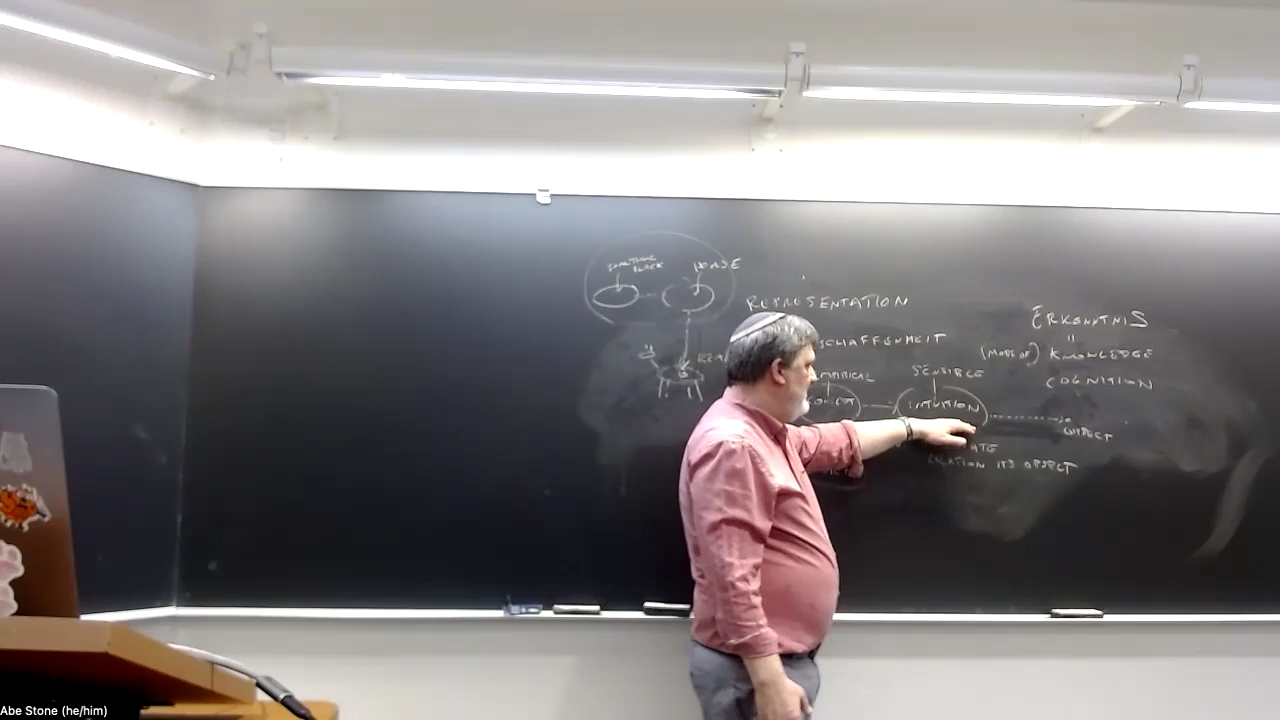 SOMETHING
BLACK
HORSE
REPRESENTATION
SCHAFFENHEIT
ERKENNTNIS
=
(MODE OF) KNOWLEDGE
COGNITION
SENSIBLE
INTUITION
OBJECT
ITS OBJECT
Abe Stone (he/him)